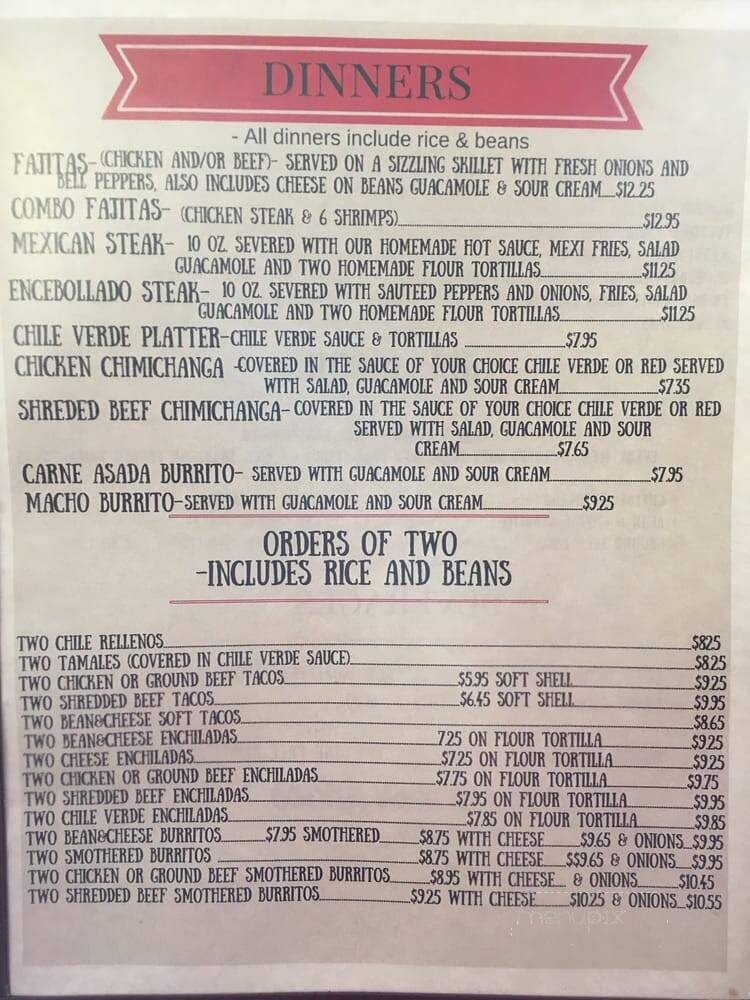 DINNERS
- All dinners include rice & beans
FAJITAS- (CHICKEN AND/OR BEEF)- SERVED ON A SIZZLING SKILLET WITH FRESH ONIONS AND
BELL PEPPERS, ALSO INCLUDES CHEESE ON BEANS GUACAMOLE & SOUR CREAM...$12.25
COMBO FAJITAS- (CHICKEN STEAK & 6 SHRIMPS)...$12.95
MEXICAN STEAK- 10 OZ. SEVERED WITH OUR HOMEMADE HOT SAUCE, MEXI FRIES, SALAD
GUACAMOLE AND TWO HOMEMADE FLOUR TORTILLAS...$11.25
ENCEBOLLADO STEAK- 10 OZ. SEVERED WITH SAUTEED PEPPERS AND ONIONS, FRIES, SALAD
GUACAMOLE AND TWO HOMEMADE FLOUR TORTILLAS...$11.25
CHILE VERDE PLATTER-CHILE VERDE SAUCE & TORTILLAS ...$7.95
CHICKEN CHIMICHANGA -COVERED IN THE SAUCE OF YOUR CHOICE CHILE VERDE OR RED SERVED
WITH SALAD, GUACAMOLE AND SOUR CREAM...$7.35
SHREDED BEEF CHIMICHANGA- COVERED IN THE SAUCE OF YOUR CHOICE CHILE VERDE OR RED
SERVED WITH SALAD, GUACAMOLE AND SOUR
CREAM...$7.65
CARNE ASADA BURRITO- SERVED WITH GUACAMOLE AND SOUR CREAM...$7.95
MACHO BURRITO-SERVED WITH GUACAMOLE AND SOUR CREAM...$9.25
ORDERS OF TWO
-INCLUDES RICE AND BEANS
TWO CHILE RELLENOS...$8.25
TWO TAMALES (COVERED IN CHILE VERDE SAUCE)...$8.25
TWO CHICKEN OR GROUND BEEF TACOS...$5.95 SOFT SHELL...$9.25
TWO SHREDDED BEEF TACOS...$6.45 SOFT SHELL...$9.95
TWO BEAN&CHEESE SOFT TACOS...$8.65
TWO BEAN&CHEESE ENCHILADAS...7.25 ON FLOUR TORTILLA...$9.25
TWO CHEESE ENCHILADAS...$7.25 ON FLOUR TORTILLA...$9.25
TWO CHICKEN OR GROUND BEEF ENCHILADAS...$7.75 ON FLOUR TORTILLA...$9.75
TWO SHREDDED BEEF ENCHILADAS...$7.95 ON FLOUR TORTILLA...$9.95
TWO CHILE VERDE ENCHILADAS...$7.85 ON FLOUR TORTILLA...$9.85
TWO BEAN&CHEESE BURRITOS...$7.95 SMOTHERED...$8.75 WITH CHEESE...$9.65 & ONIONS...$9.95
TWO SMOTHERED BURRITOS ...$8.75 WITH CHEESE...$$9.65 & ONIONS...$9.95
TWO CHICKEN OR GROUND BEEF SMOTHERED BURRITOS...$8.95 WITH CHEESE... & ONIONS...$10.45
TWO SHREDDED BEEF SMOTHERED BURRITOS...$9.25 WITH CHEESE...$10.25 & ONIONS...$10.55